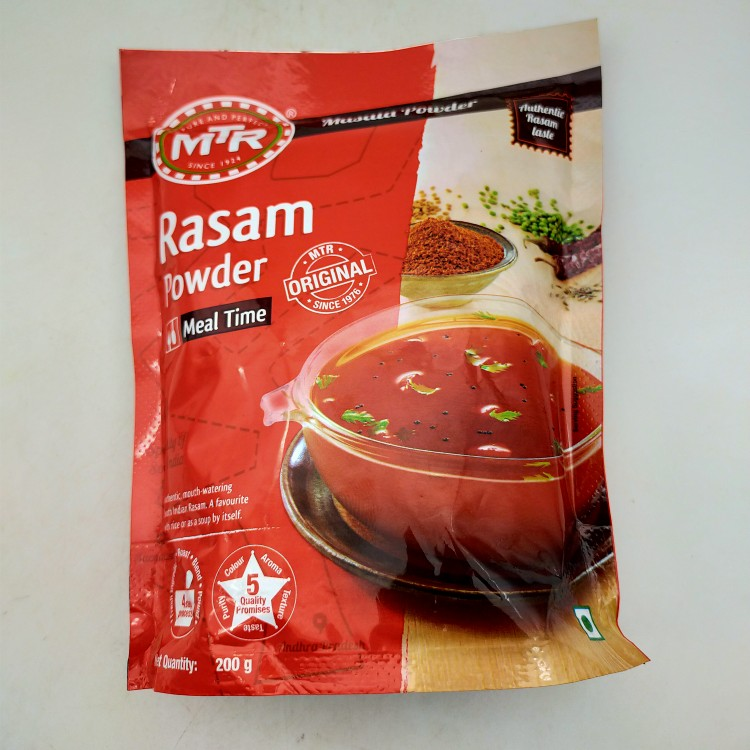 Masala Powder
Authentic
Rasam
taste
PURE AND PERFECT
MTR
®
SINCE 1924
Rasam
Powder
MTR
ORIGINAL
SINCE 1976
Meal Time
mouth-watering
Indian Rasam. A favourite
rice or as a soup by itself.
Roast • Blend •
Colour
Aroma
Texture
Taste
Purity
5
Quality
Promises
Quantity: 200 g